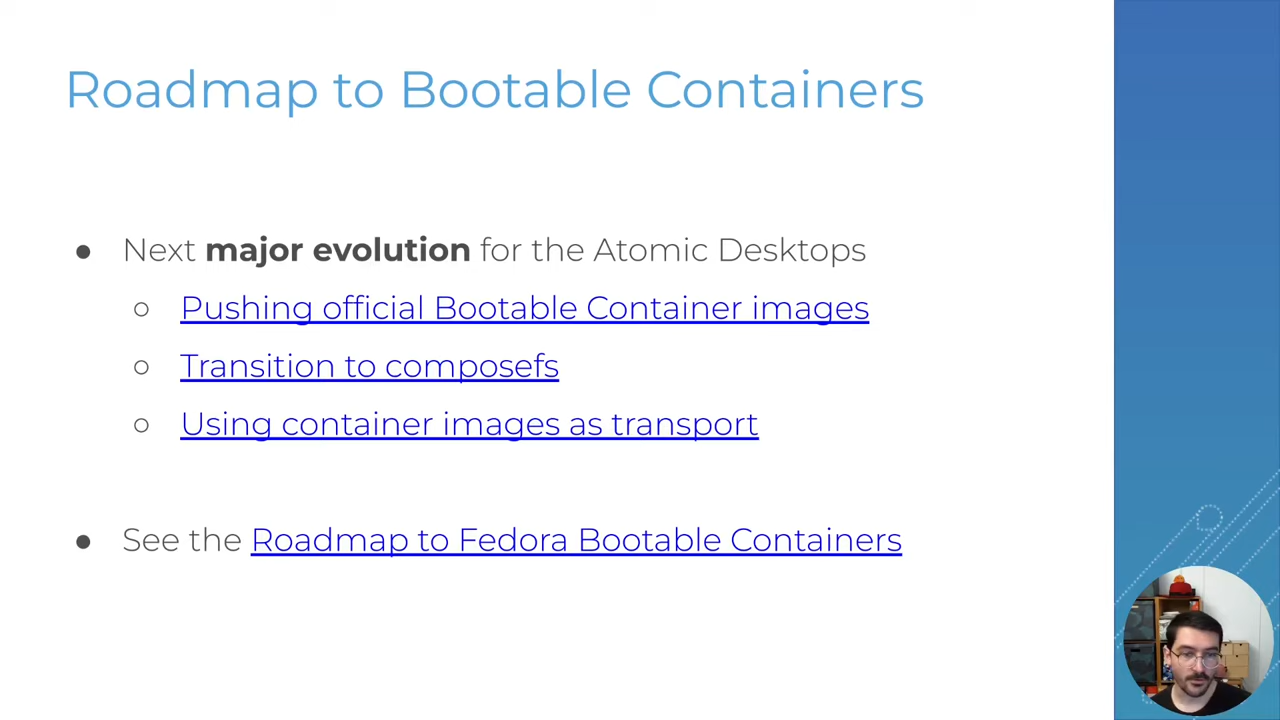 Roadmap to Bootable Containers
● Next major evolution for the Atomic Desktops
○ Pushing official Bootable Container images
○ Transition to composefs
○ Using container images as transport
● See the Roadmap to Fedora Bootable Containers